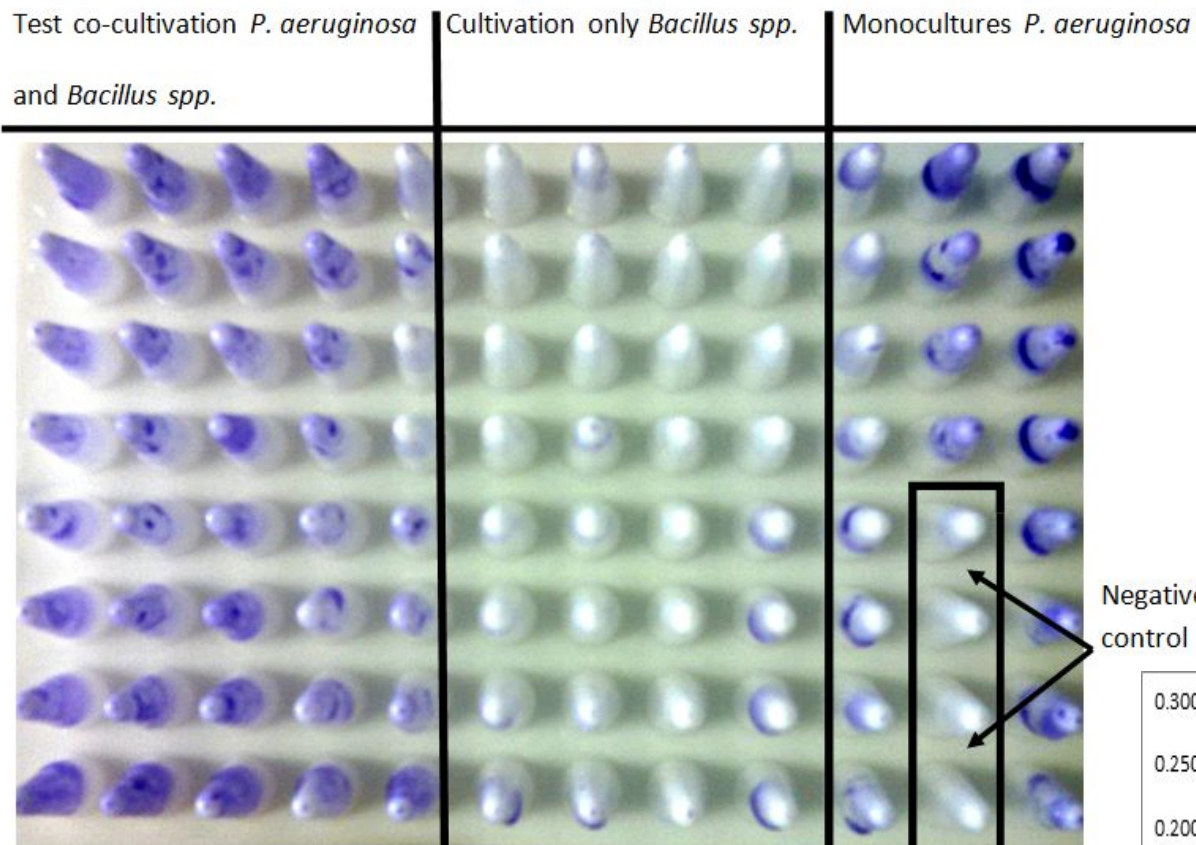 Test co-cultivation P. aeruginosa
and Bacillus spp.
Cultivation only Bacillus spp.
Monocultures P. aeruginosa
Negative
control
0.300
0.250
0.200